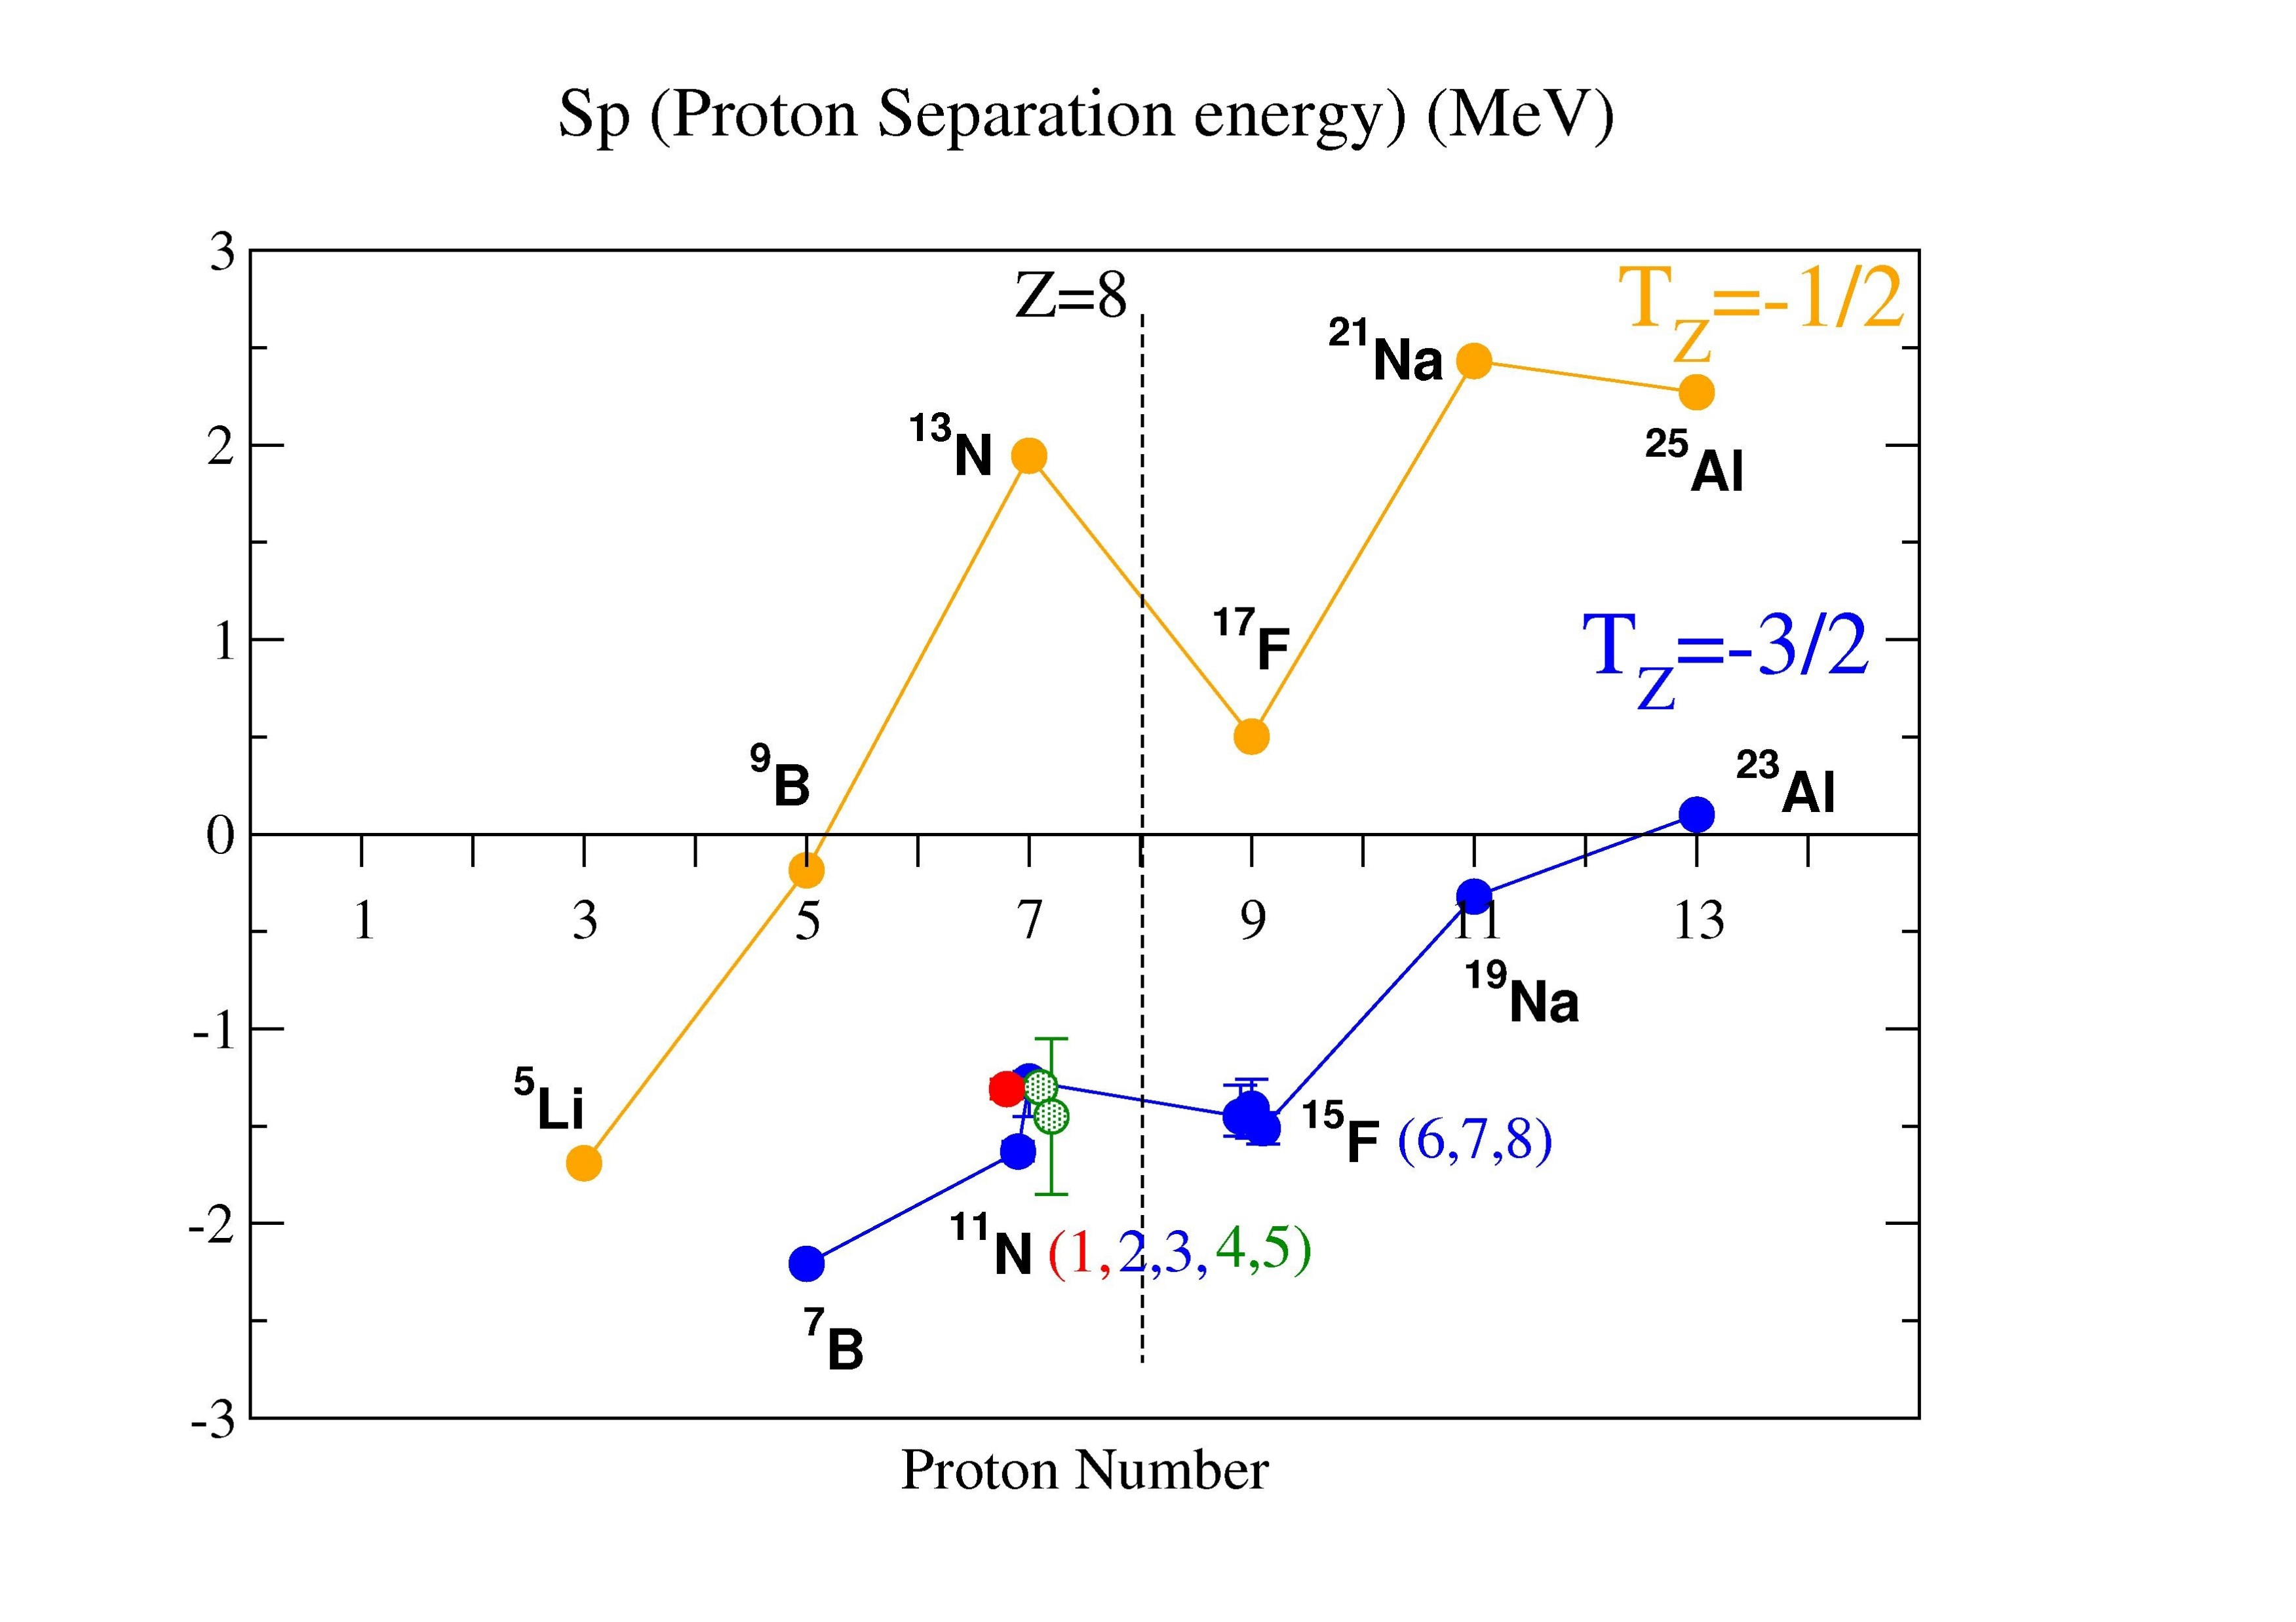 Sp (Proton Separation energy) (MeV)
3
Z=8
T_Z=-1/2
²¹Na
¹³N
2
²⁵Al
¹⁷F
1
T_Z=-3/2
⁹B
²³Al
0
1 3 5 7 9 11 13
¹⁹Na
-1
⁵Li
¹⁵F (6,7,8)
-2
¹¹N (1,2,3,4,5)
⁷B
-3
Proton Number